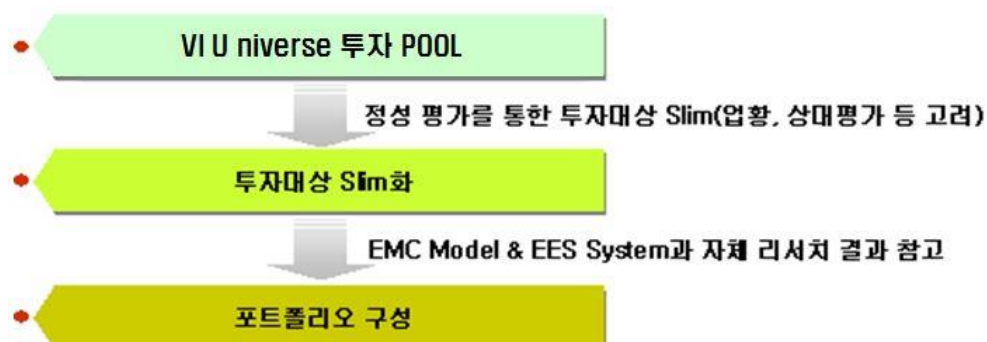 VI U niverse 투자 POOL
정성 평가를 통한 투자대상 Slim(업황, 상대평가 등 고려)
투자대상 Slim화
EMC Model & EES System과 자체 리서치 결과 참고
포트폴리오 구성